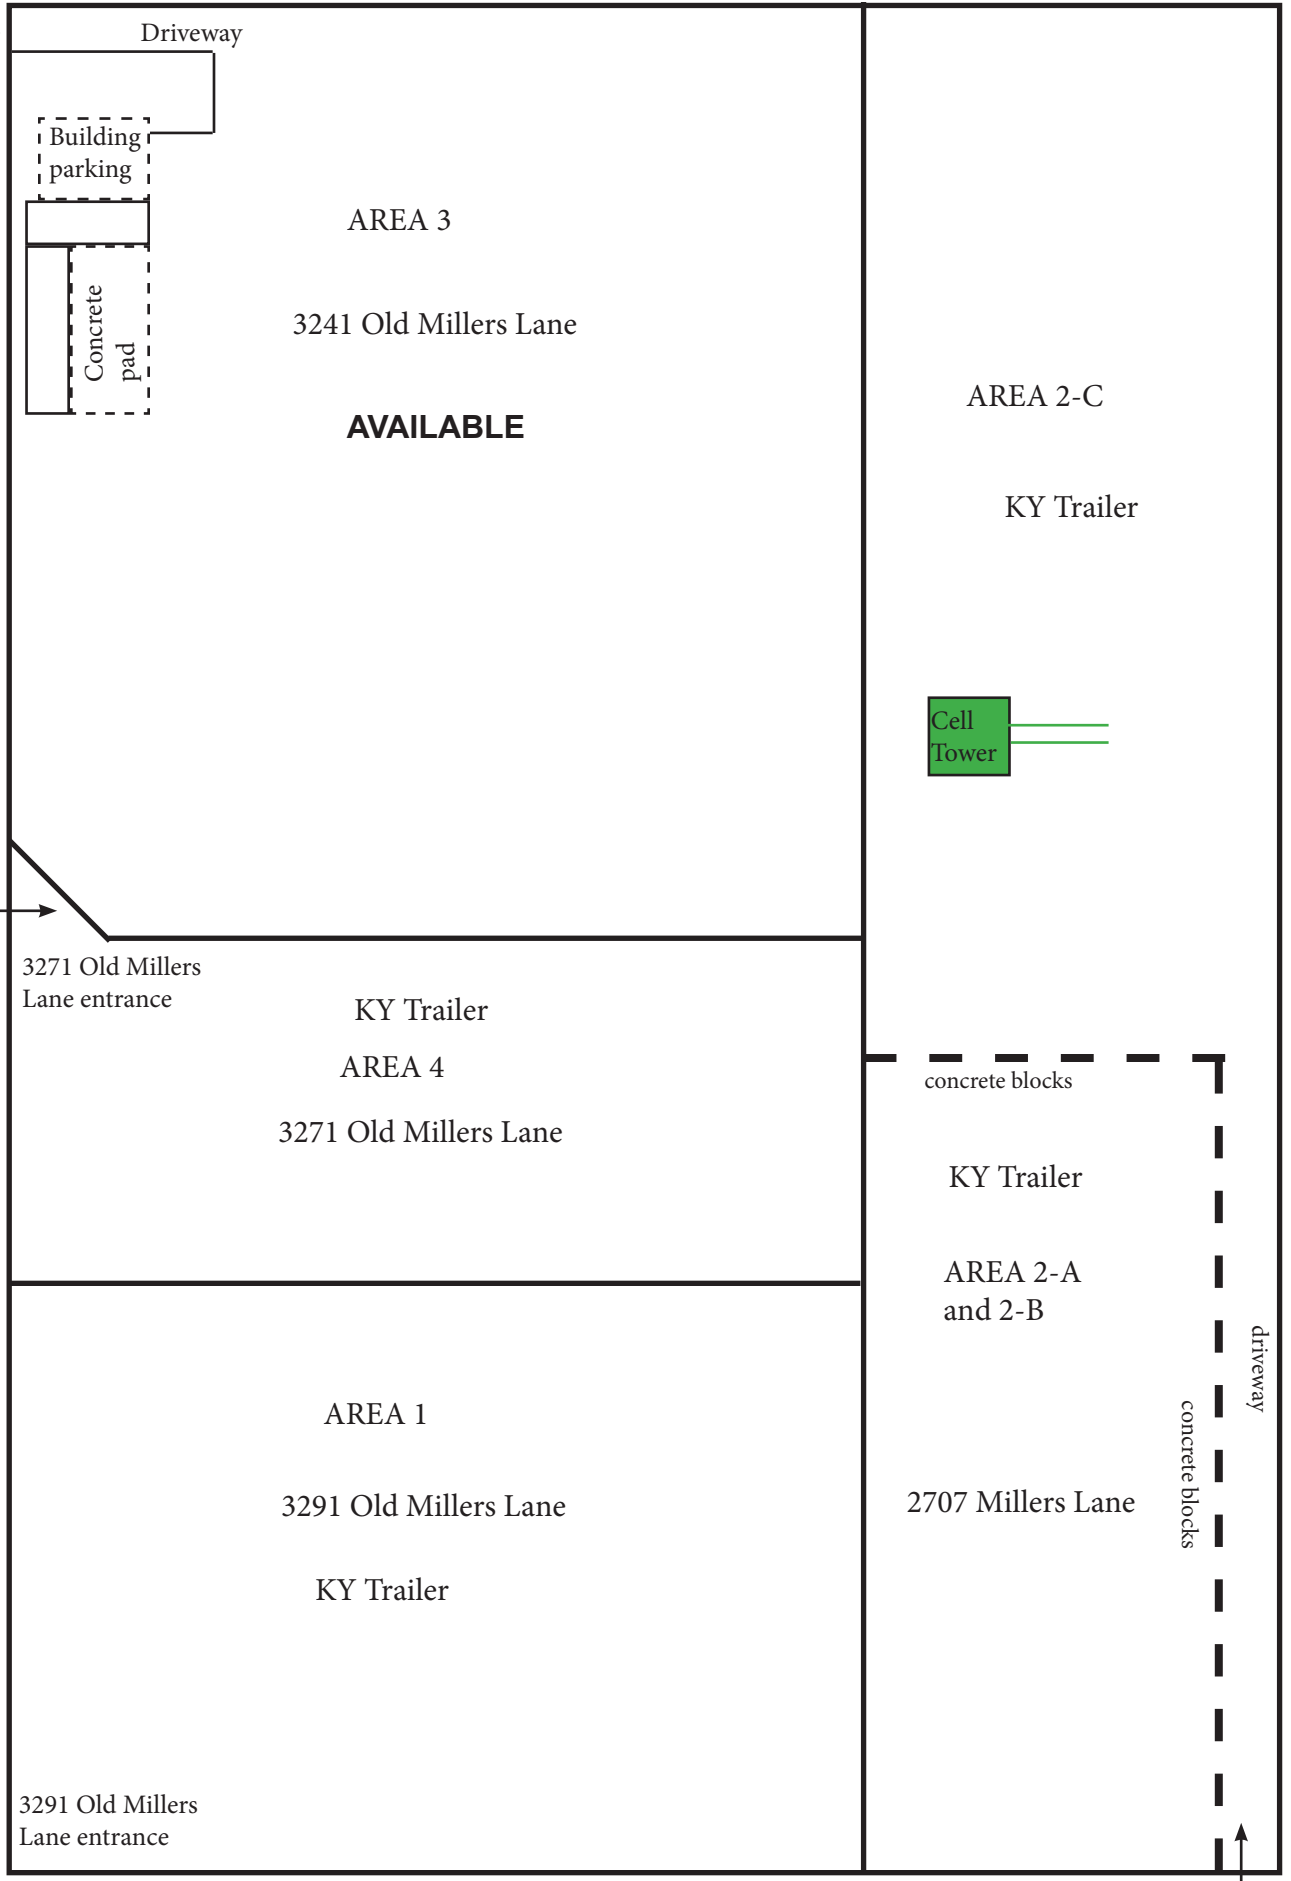 Driveway
Building
parking
Concrete
pad
AREA 3
3241 Old Millers Lane
AVAILABLE
AREA 2-C
KY Trailer
Cell
Tower
3271 Old Millers
Lane entrance
KY Trailer
AREA 4
3271 Old Millers Lane
concrete blocks
KY Trailer
AREA 2-A
and 2-B
2707 Millers Lane
concrete blocks
driveway
AREA 1
3291 Old Millers Lane
KY Trailer
3291 Old Millers
Lane entrance